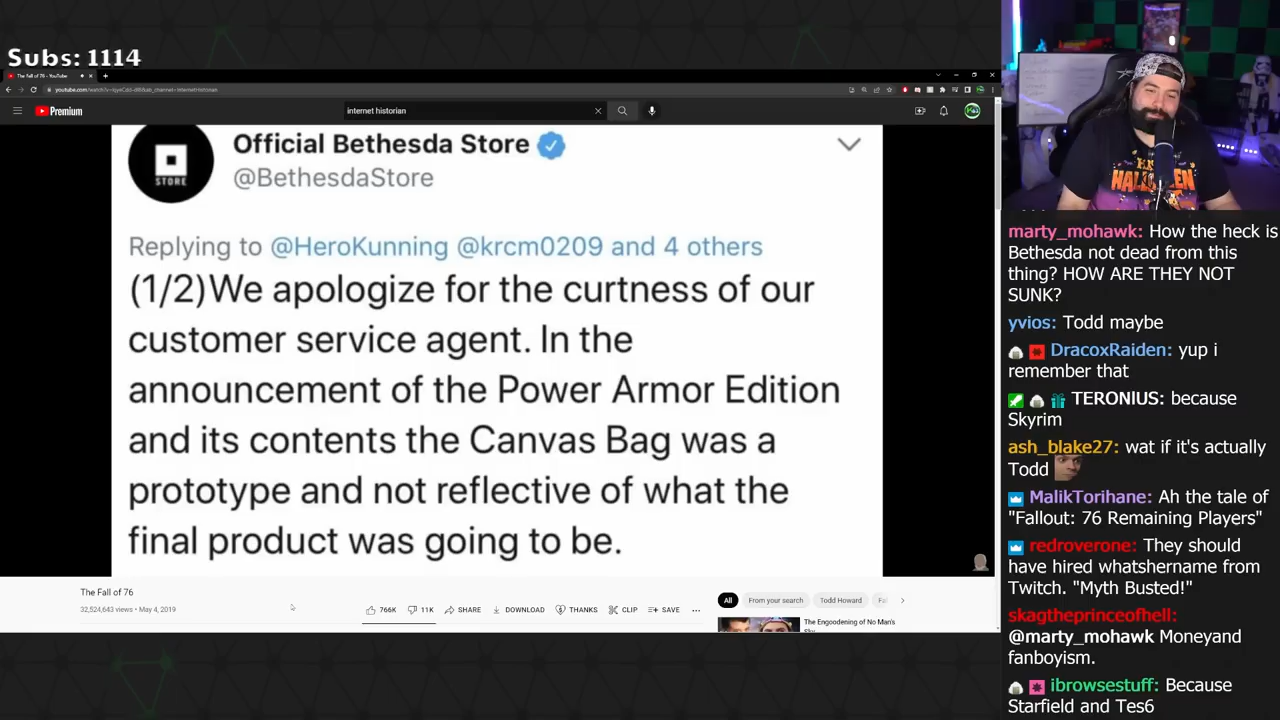 Subs: 1114
The Fall of 76 - YouTube
Premium
internet historian
STORE
Official Bethesda Store
@BethesdaStore
Replying to @HeroKunning @krcm0209 and 4 others
(1/2)We apologize for the curtness of our
customer service agent. In the
announcement of the Power Armor Edition
and its contents the Canvas Bag was a
prototype and not reflective of what the
final product was going to be.
The Fall of 76
32,524,643 views • May 4, 2019
766K
11K
SHARE
DOWNLOAD
THANKS
CLIP
SAVE
All
From your search
Todd Howard
The Engoodening of No Man's
HALLOWEEN
marty_mohawk: How the heck is
Bethesda not dead from this
thing? HOW ARE THEY NOT
SUNK?
yvios: Todd maybe
DracoxRaiden: yup i
remember that
TERONIUS: because
Skyrim
ash_blake27: wat if it's actually
Todd
MalikTorihane: Ah the tale of
"Fallout: 76 Remaining Players"
redroverone: They should
have hired whatshername from
Twitch. "Myth Busted!"
skagtheprinceofhell:
@marty_mohawk Moneyand
fanboyism.
ibrowsestuff: Because
Starfield and Tes6